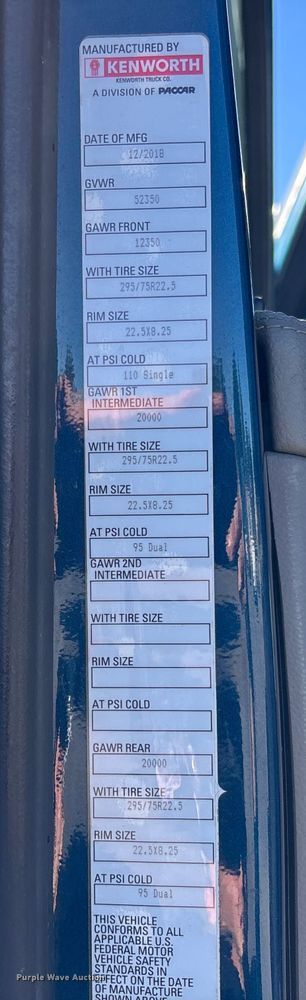 MANUFACTURED BY
KENWORTH
KENWORTH TRUCK CO.
A DIVISION OF PACCAR
DATE OF MFG
12/2018
GVWR
52350
GAWR FRONT
12350
WITH TIRE SIZE
295/75R22.5
RIM SIZE
22.5X8.25
AT PSI COLD
110 Single
GAWR 1ST
INTERMEDIATE
20000
WITH TIRE SIZE
295/75R22.5
RIM SIZE
22.5X8.25
AT PSI COLD
95 Dual
GAWR 2ND
INTERMEDIATE
WITH TIRE SIZE
RIM SIZE
AT PSI COLD
GAWR REAR
20000
WITH TIRE SIZE
295/75R22.5
RIM SIZE
22.5X8.25
AT PSI COLD
95 Dual
THIS VEHICLE
CONFORMS TO ALL
APPLICABLE U.S.
FEDERAL MOTOR
VEHICLE SAFETY
STANDARDS IN
EFFECT ON THE DATE
OF MANUFACTURE
SHOWN ABOVE
Purple Wave Auction